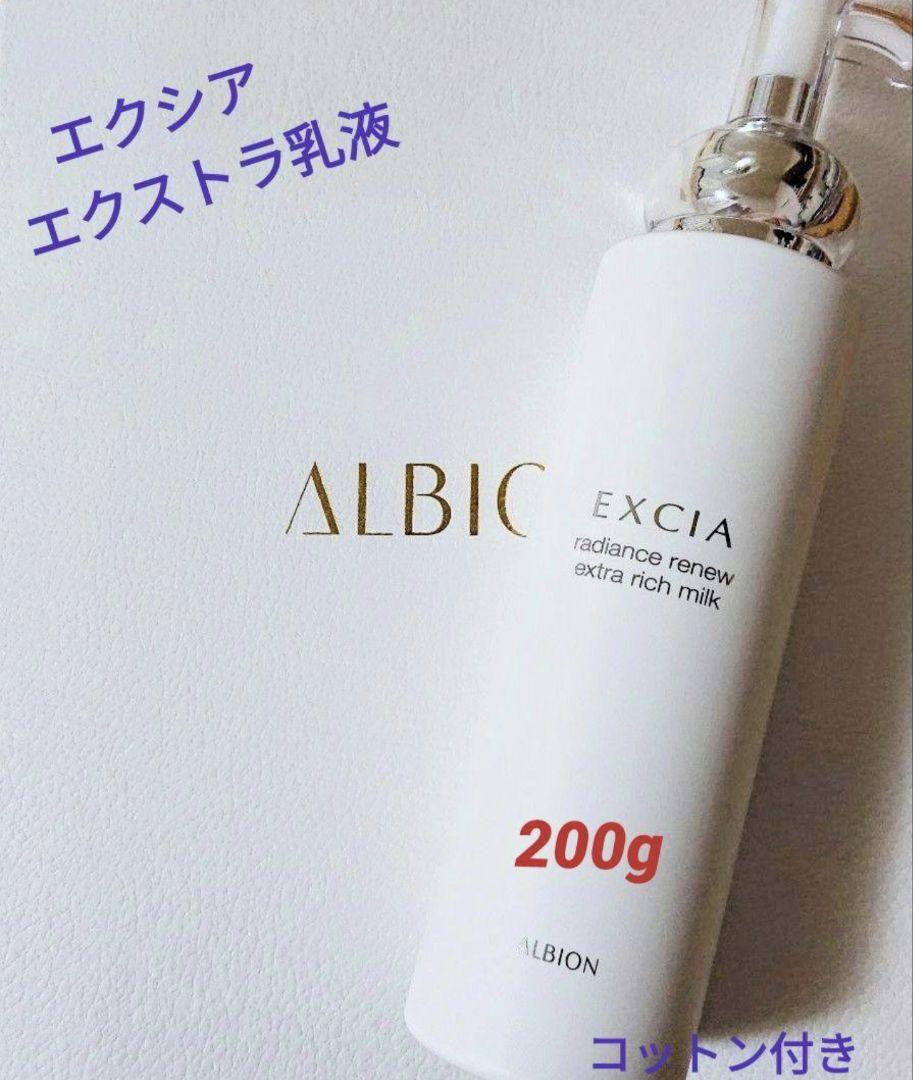 エクシア
エクストラ乳液
ALBIO
EXCIA
radiance renew
extra rich milk
200g
ALBION
コットン付き